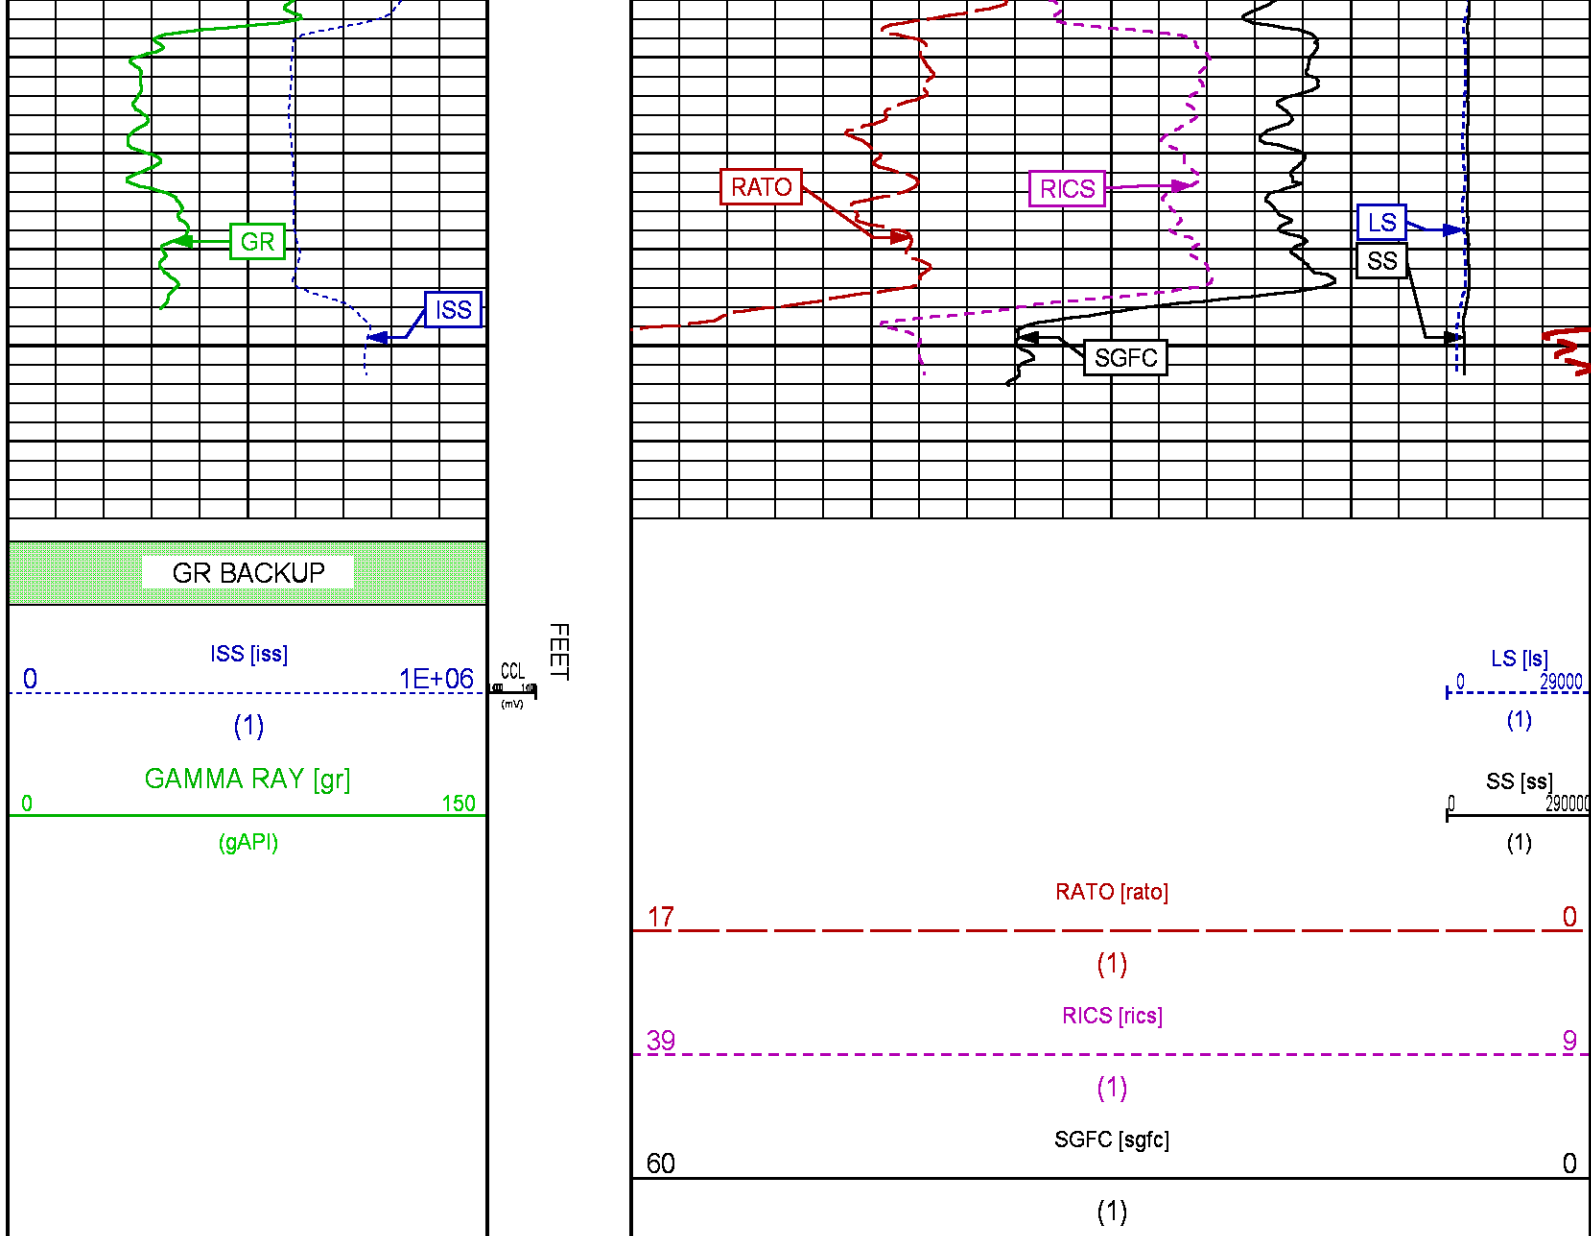 RATO
RICS
LS
GR
SS
ISS
SGFC
GR BACKUP
FEET
ISS [iss]
0 1E+06
(1)
CCL
(mV)
LS [ls]
0 29000
(1)
GAMMA RAY [gr]
0 150
(gAPI)
SS [ss]
0 290000
(1)
RATO [rato]
17 0
(1)
RICS [rics]
39 9
(1)
SGFC [sgfc]
60 0
(1)